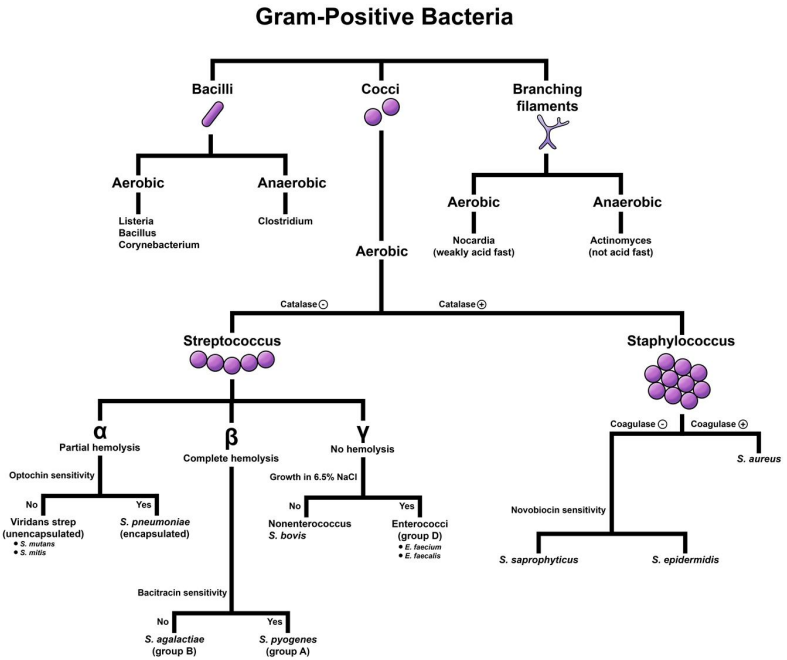 Gram-Positive Bacteria
Bacilli
Cocci
Branching
filaments
Aerobic
Anaerobic
Listeria
Bacillus
Corynebacterium
Clostridium
Aerobic
Aerobic
Anaerobic
Nocardia
(weakly acid fast)
Actinomyces
(not acid fast)
Catalase -
Catalase +
Streptococcus
Staphylococcus
α
Partial hemolysis
β
Complete hemolysis
γ
No hemolysis
Optochin sensitivity
No
Yes
Viridans strep
(unencapsulated)
• S. mutans
• S. mitis
S. pneumoniae
(encapsulated)
Growth in 6.5% NaCl
No
Yes
Nonenterococcus
S. bovis
Enterococci
(group D)
• E. faecium
• E. faecalis
Bacitracin sensitivity
No
Yes
S. agalactiae
(group B)
S. pyogenes
(group A)
Coagulase -
Coagulase +
S. aureus
Novobiocin sensitivity
S. saprophyticus
S. epidermidis